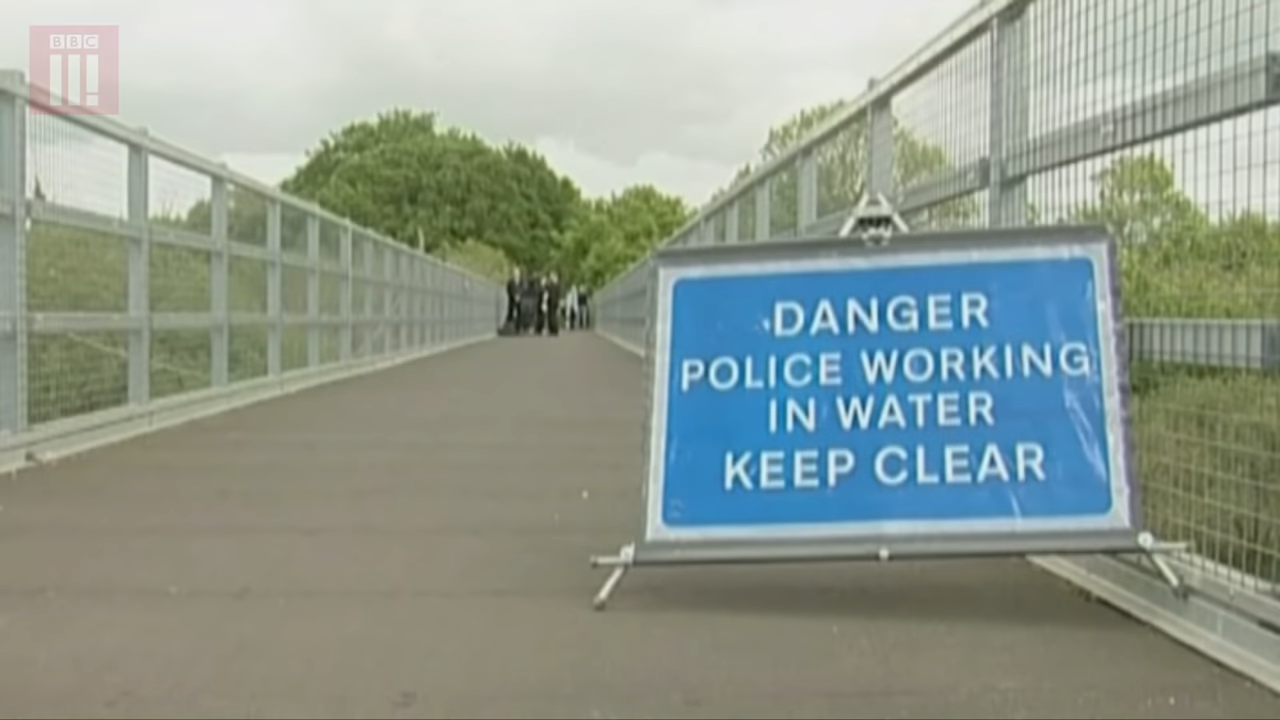 BBC
DANGER
POLICE WORKING
IN WATER
KEEP CLEAR